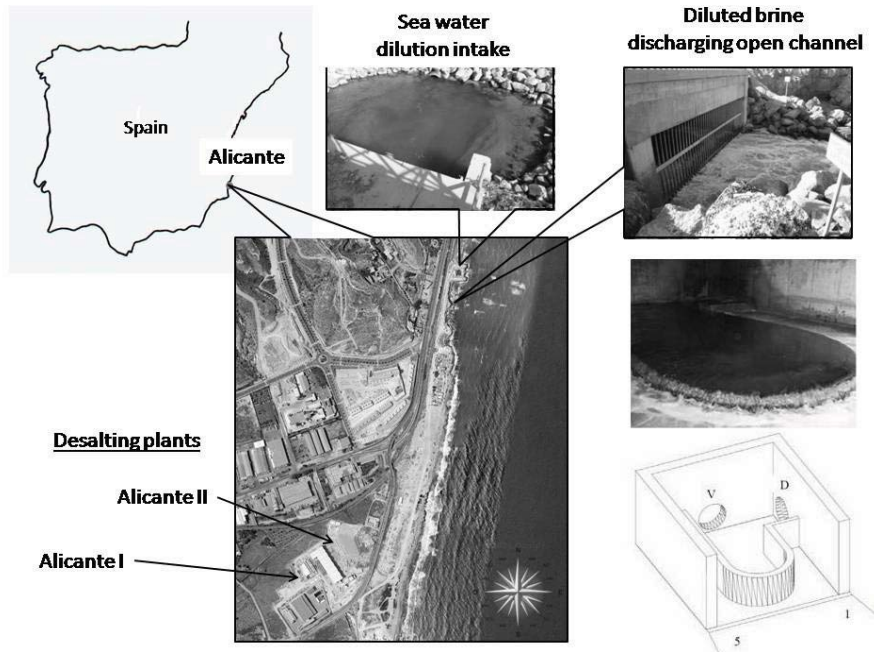 Sea water
dilution intake
Diluted brine
discharging open channel
Spain
Alicante
Desalting plants
Alicante II
Alicante I
V
D
1
5